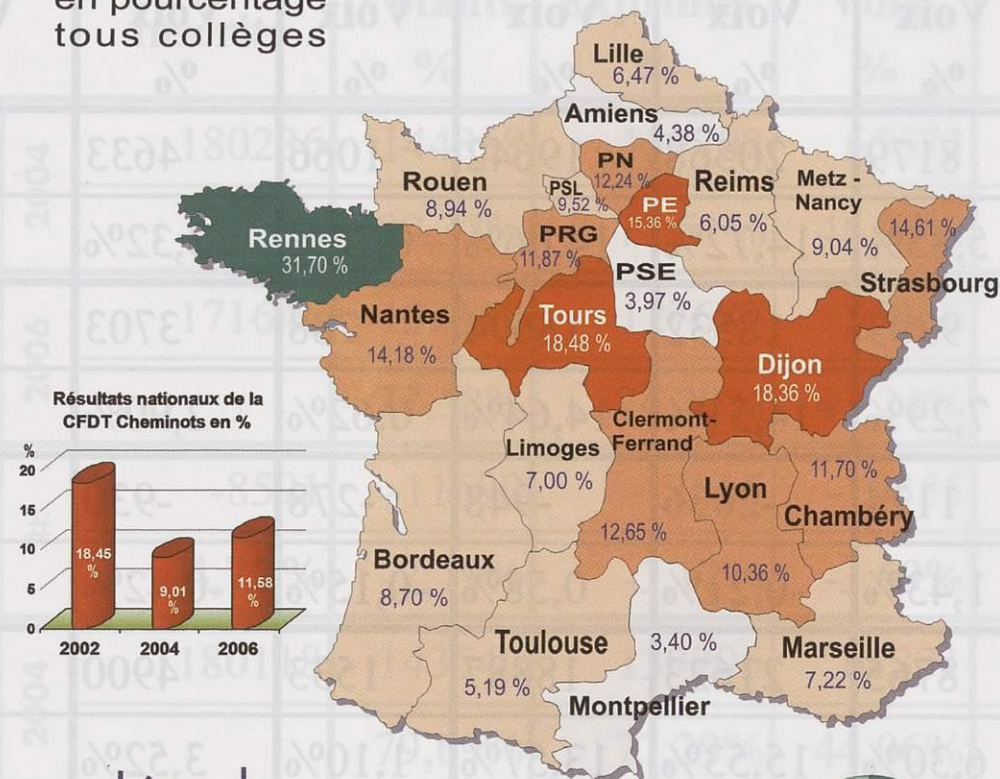 en pourcentage
tous collèges
Lille
6,47 %
Amiens
4,38 %
PN
12,24 %
PSL
9,52 %
PE
15,36 %
Rouen
8,94 %
Reims
6,05 %
Metz -
Nancy
9,04 %
14,61 %
Strasbourg
Rennes
31,70 %
PRG
11,87 %
PSE
3,97 %
Nantes
14,18 %
Tours
18,48 %
Dijon
18,36 %
Résultats nationaux de la
CFDT Cheminots en %
%
20
15
10
5
0
18,45
%
9,01
%
11,58
%
2002
2004
2006
Clermont-
Ferrand
12,65 %
Limoges
7,00 %
Lyon
10,36 %
11,70 %
Chambéry
Bordeaux
8,70 %
Toulouse
5,19 %
3,40 %
Montpellier
Marseille
7,22 %